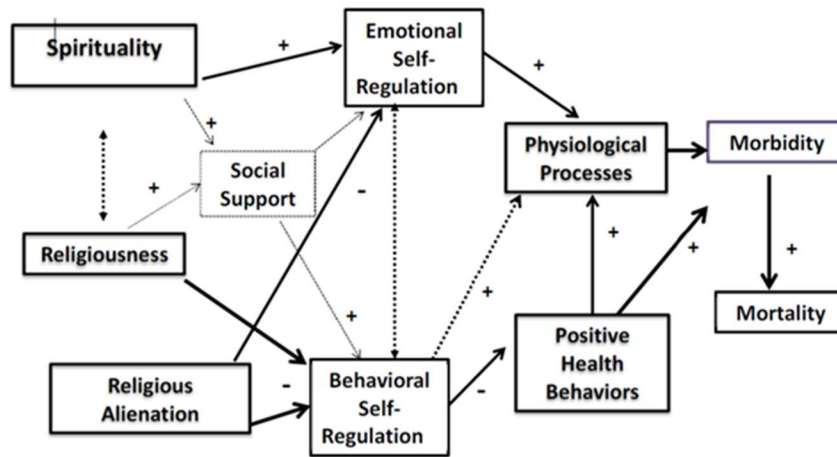 Spirituality
+
Emotional
Self-
Regulation
+
+
Social
Support
+
-
Physiological
Processes
Morbidity
Religiousness
+
+
+
+
+
Mortality
Religious
Alienation
-
Behavioral
Self-
Regulation
-
Positive
Health
Behaviors